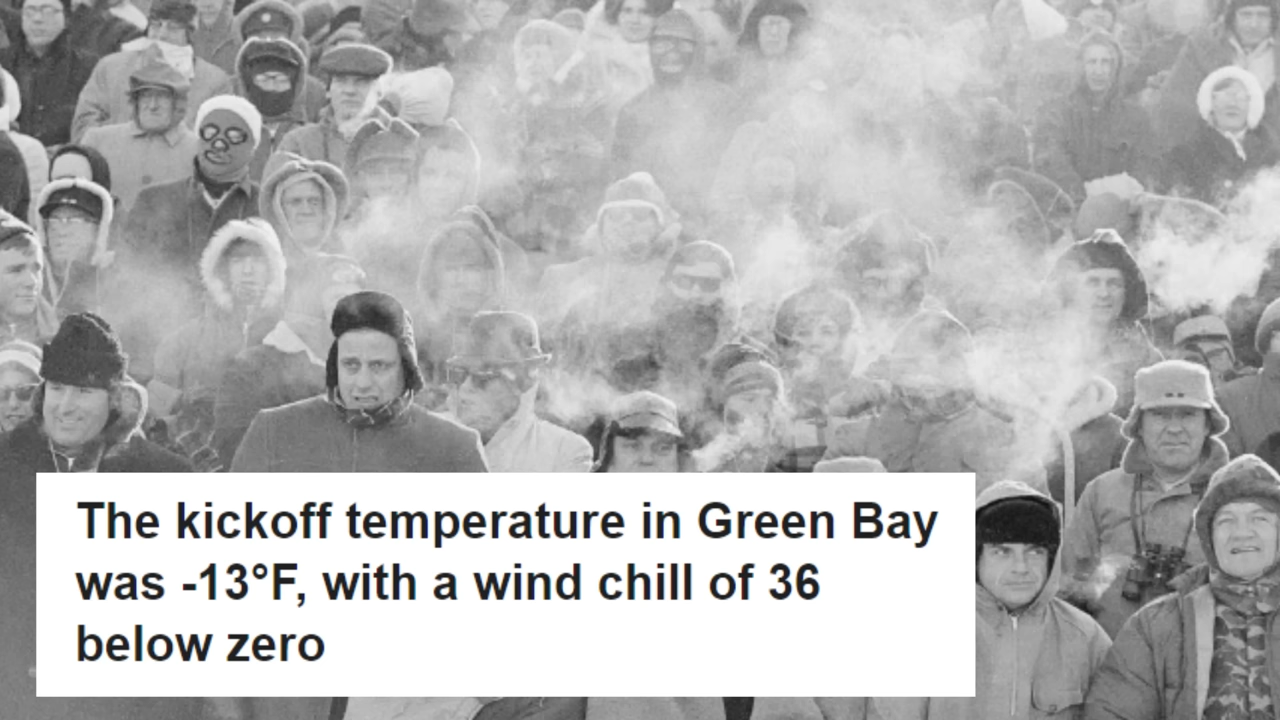 The kickoff temperature in Green Bay
was -13°F, with a wind chill of 36
below zero